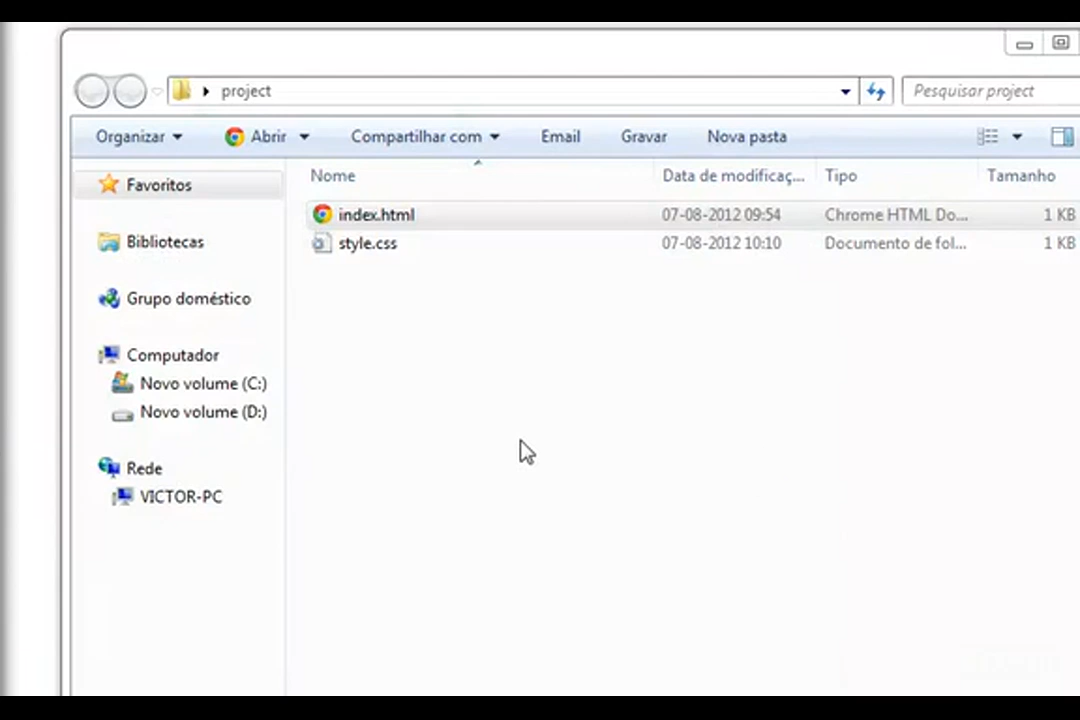 project
Pesquisar project
Organizar
Abrir
Compartilhar com
Email
Gravar
Nova pasta
Nome
Data de modificaç...
Tipo
Tamanho
Favoritos
index.html
07-08-2012 09:54
Chrome HTML Do...
1 KB
style.css
07-08-2012 10:10
Documento de fol...
1 KB
Bibliotecas
Grupo doméstico
Computador
Novo volume (C:)
Novo volume (D:)
Rede
VICTOR-PC